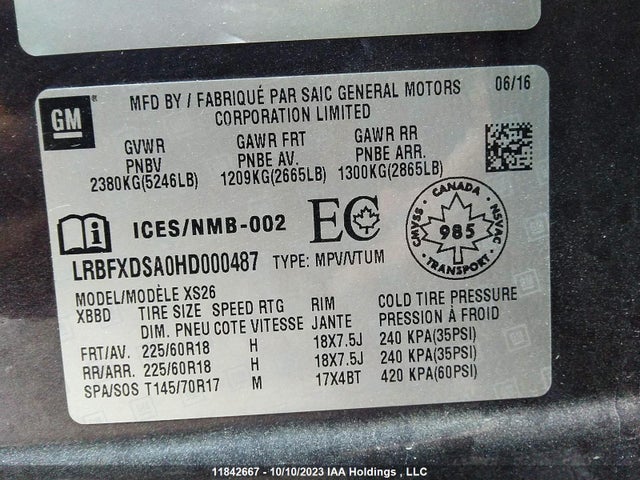 GM
MFD BY / FABRIQUÉ PAR SAIC GENERAL MOTORS
CORPORATION LIMITED
06/16
GVWR GAWR FRT GAWR RR
PNBV PNBE AV. PNBE ARR.
2380KG(5246LB) 1209KG(2665LB) 1300KG(2865LB)
ICES/NMB-002
EC
CANADA
CMVSS 985 NSVAC
LRBFXDSA0HD000487 TYPE: MPV/VTUM
MODEL/MODÈLE XS26
XBBD TIRE SIZE SPEED RTG RIM COLD TIRE PRESSURE
DIM. PNEU COTE VITESSE JANTE PRESSION À FROID
FRT/AV. 225/60R18 H 18X7.5J 240 KPA(35PSI)
RR/ARR. 225/60R18 H 18X7.5J 240 KPA(35PSI)
SPA/SOS T145/70R17 M 17X4BT 420 KPA(60PSI)
11842667 - 10/10/2023 IAA Holdings , LLC